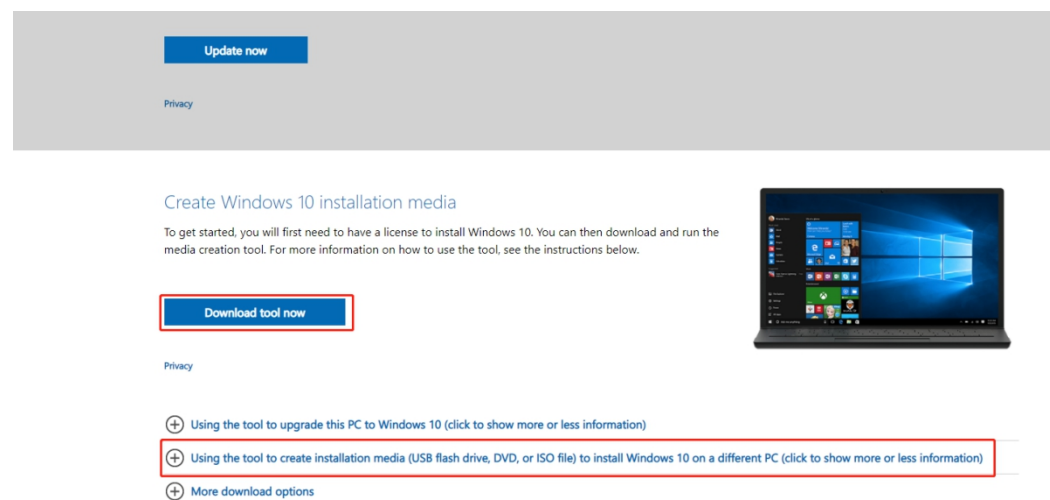 Update now
Privacy
Create Windows 10 installation media
To get started, you will first need to have a license to install Windows 10. You can then download and run the
media creation tool. For more information on how to use the tool, see the instructions below.
Download tool now
Privacy
Using the tool to upgrade this PC to Windows 10 (click to show more or less information)
Using the tool to create installation media (USB flash drive, DVD, or ISO file) to install Windows 10 on a different PC (click to show more or less information)
More download options